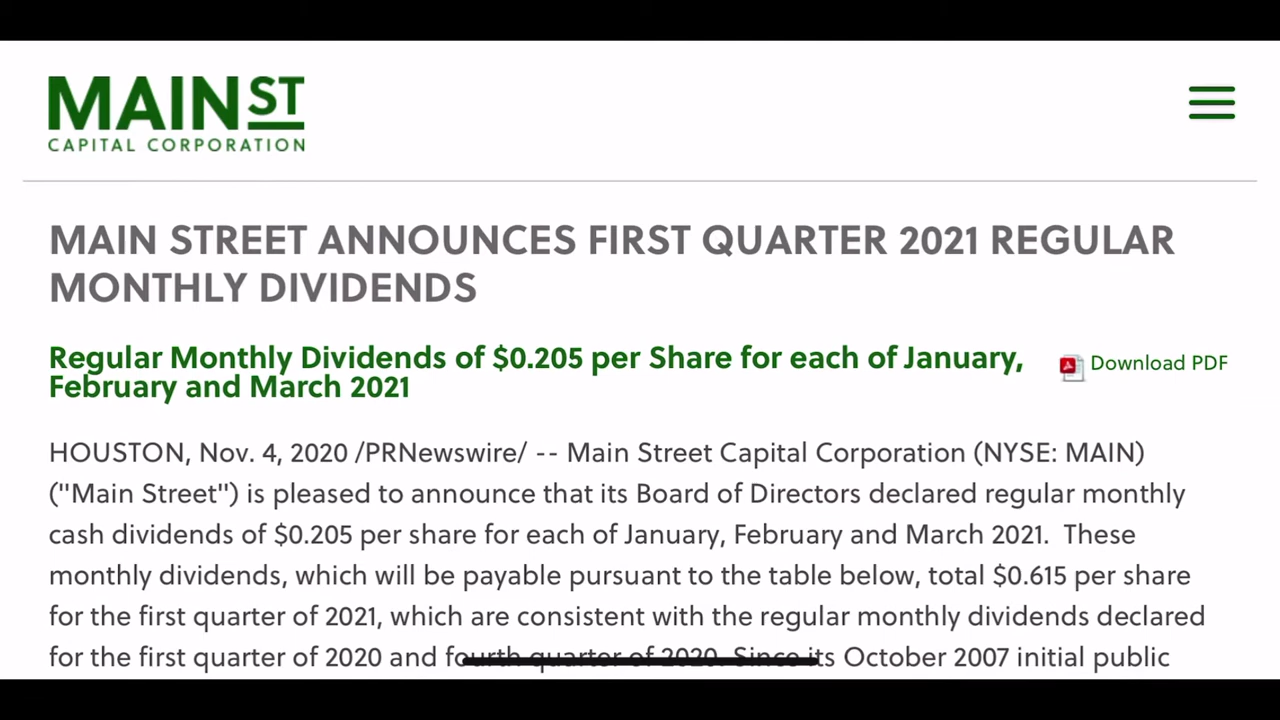 MAIN ST
CAPITAL CORPORATION
MAIN STREET ANNOUNCES FIRST QUARTER 2021 REGULAR
MONTHLY DIVIDENDS
Regular Monthly Dividends of $0.205 per Share for each of January,
February and March 2021
Download PDF
HOUSTON, Nov. 4, 2020 /PRNewswire/ -- Main Street Capital Corporation (NYSE: MAIN)
("Main Street") is pleased to announce that its Board of Directors declared regular monthly
cash dividends of $0.205 per share for each of January, February and March 2021.  These
monthly dividends, which will be payable pursuant to the table below, total $0.615 per share
for the first quarter of 2021, which are consistent with the regular monthly dividends declared
for the first quarter of 2020 and fourth quarter of 2020. Since its October 2007 initial public